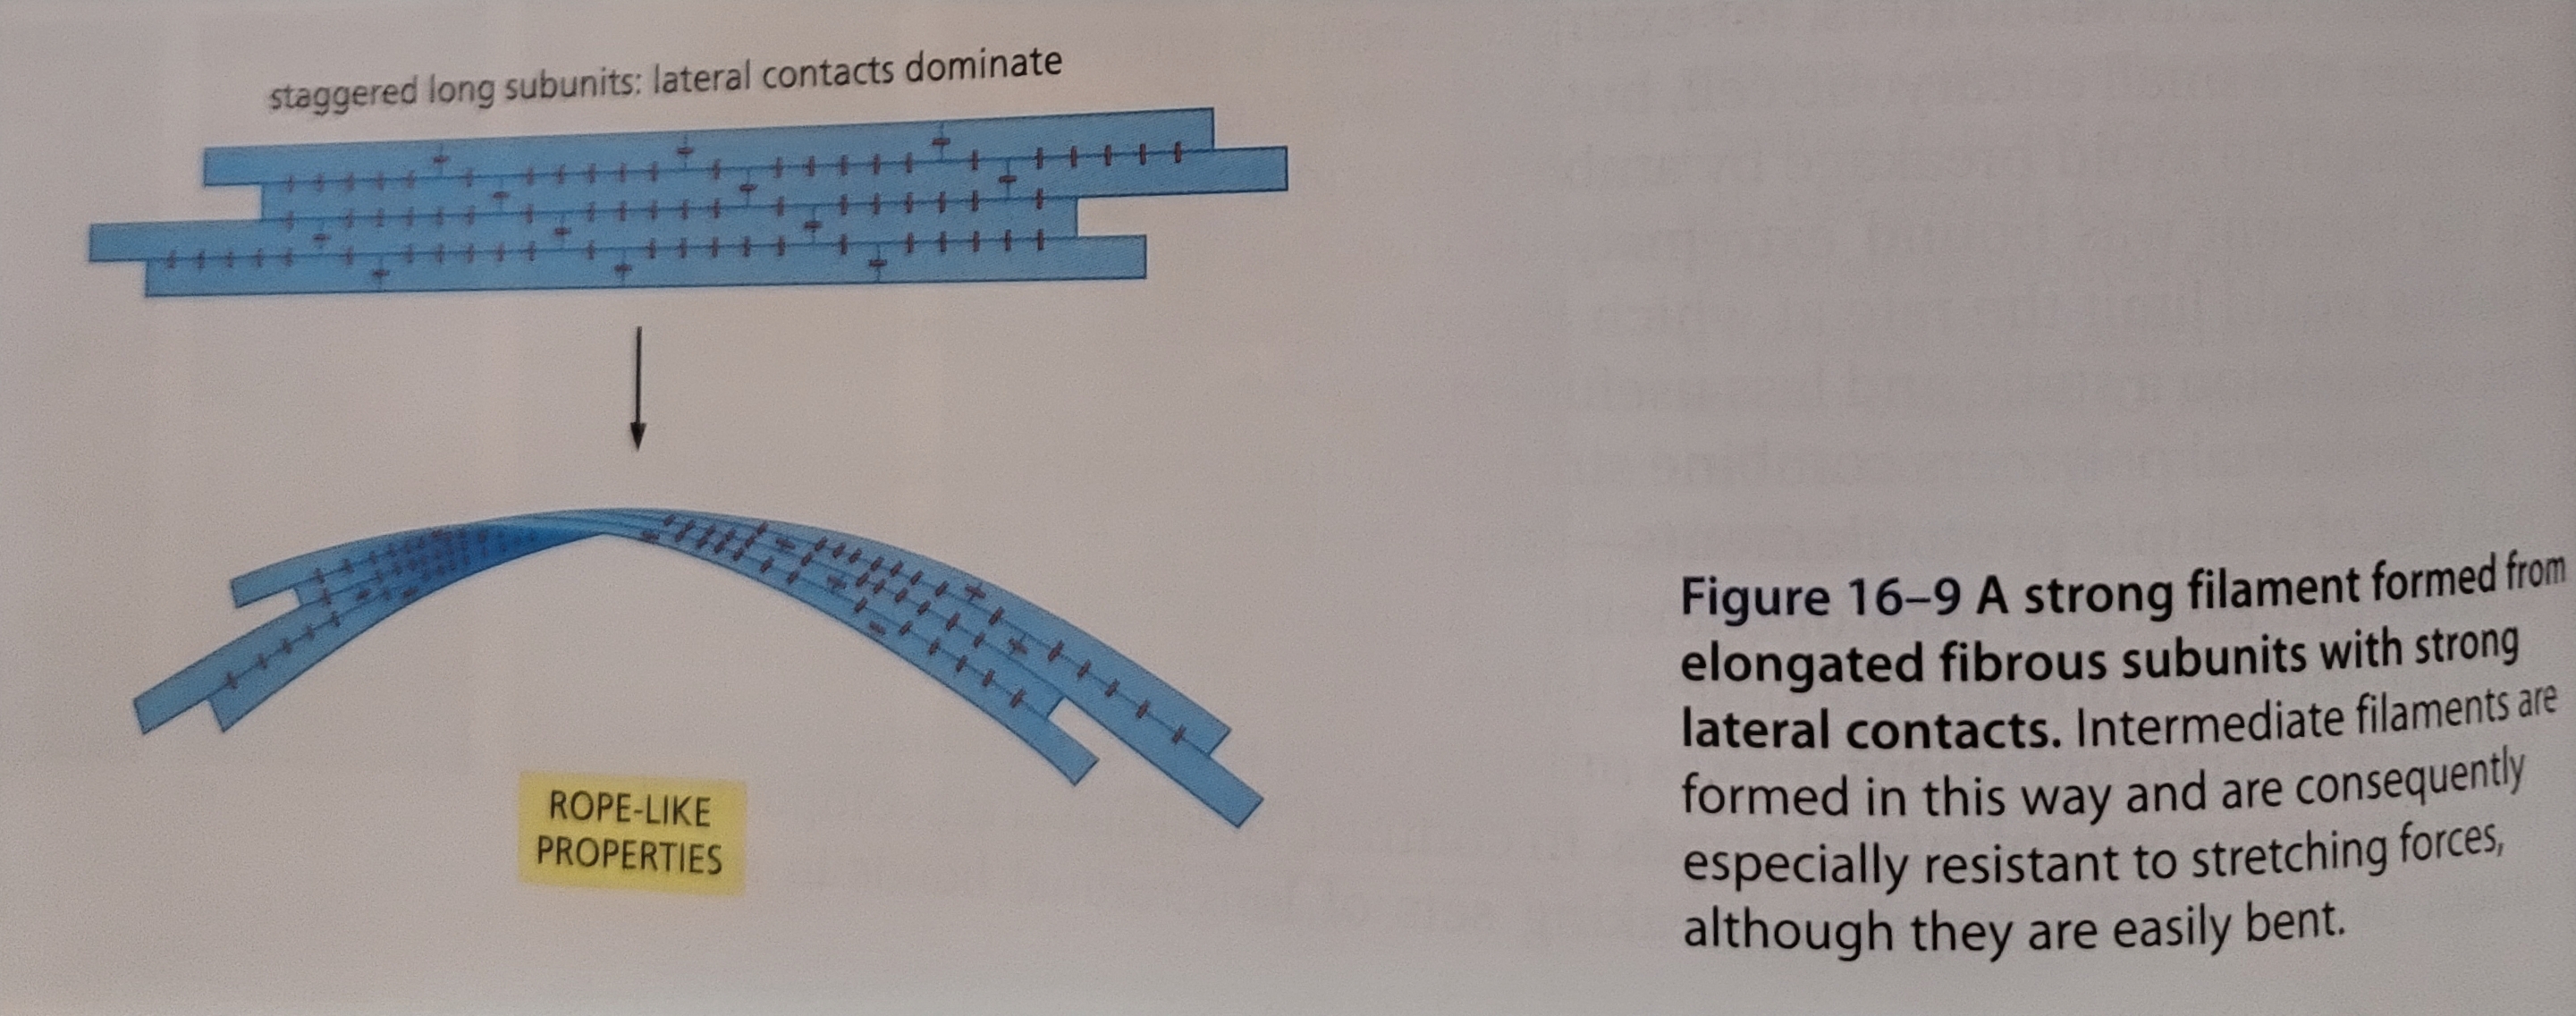 staggered long subunits: lateral contacts dominate
ROPE-LIKE
PROPERTIES
Figure 16–9 A strong filament formed from
elongated fibrous subunits with strong
lateral contacts. Intermediate filaments are
formed in this way and are consequently
especially resistant to stretching forces,
although they are easily bent.